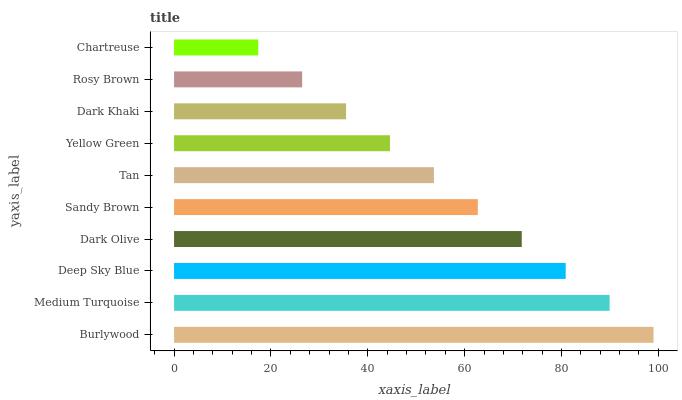 title
Chartreuse
Rosy Brown
Dark Khaki
Yellow Green
Tan
Sandy Brown
Dark Olive
Deep Sky Blue
Medium Turquoise
Burlywood
yaxis_label
0 20 40 60 80 100
xaxis_label